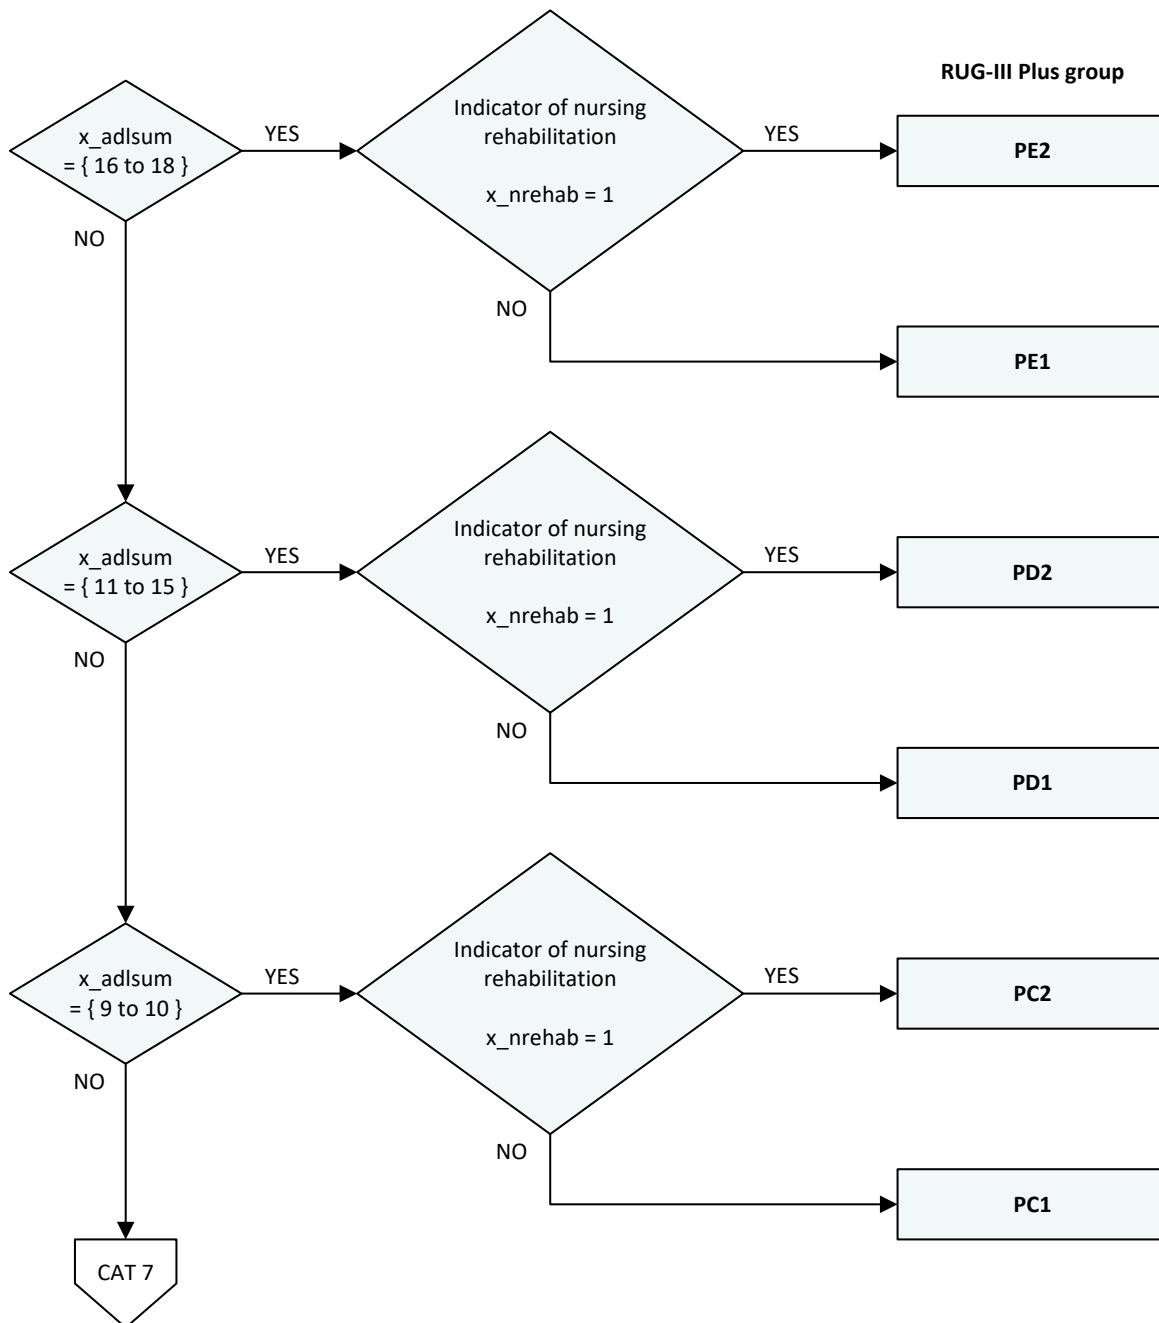 RUG-III Plus group
x_adlsum
= { 16 to 18 }
YES
Indicator of nursing
rehabilitation
x_nrehab = 1
YES
PE2
NO
NO
PE1
x_adlsum
= { 11 to 15 }
YES
Indicator of nursing
rehabilitation
x_nrehab = 1
YES
PD2
NO
NO
PD1
x_adlsum
= { 9 to 10 }
YES
Indicator of nursing
rehabilitation
x_nrehab = 1
YES
PC2
NO
NO
PC1
CAT 7